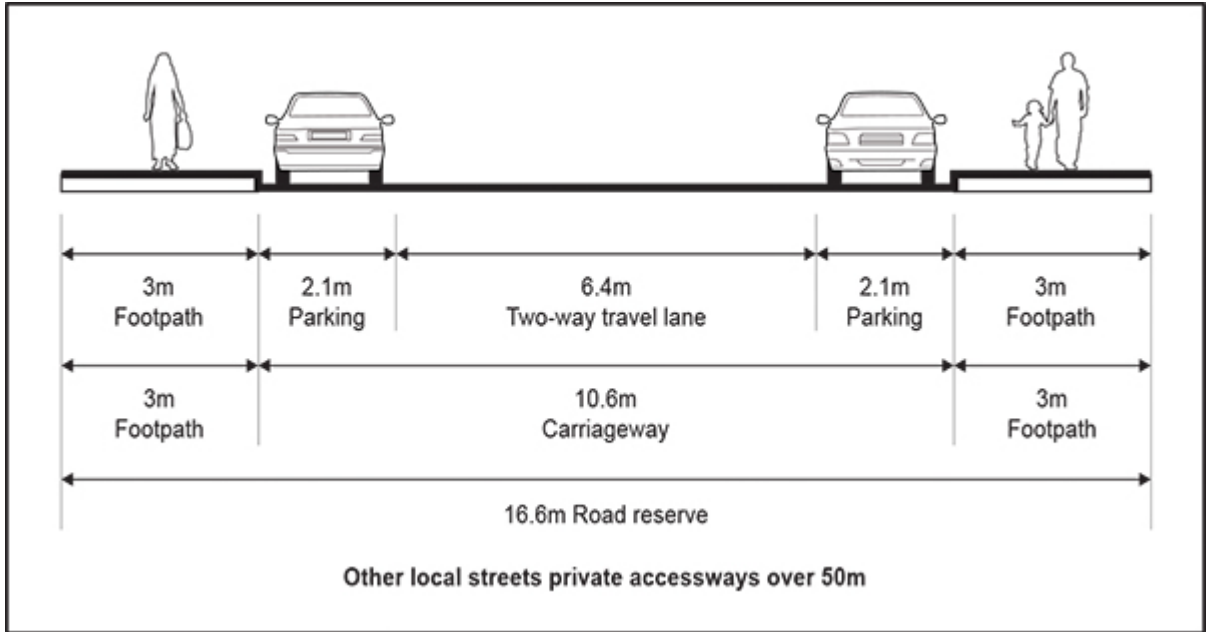 3m
Footpath
2.1m
Parking
6.4m
Two-way travel lane
2.1m
Parking
3m
Footpath
3m
Footpath
10.6m
Carriageway
3m
Footpath
16.6m Road reserve
Other local streets private accessways over 50m